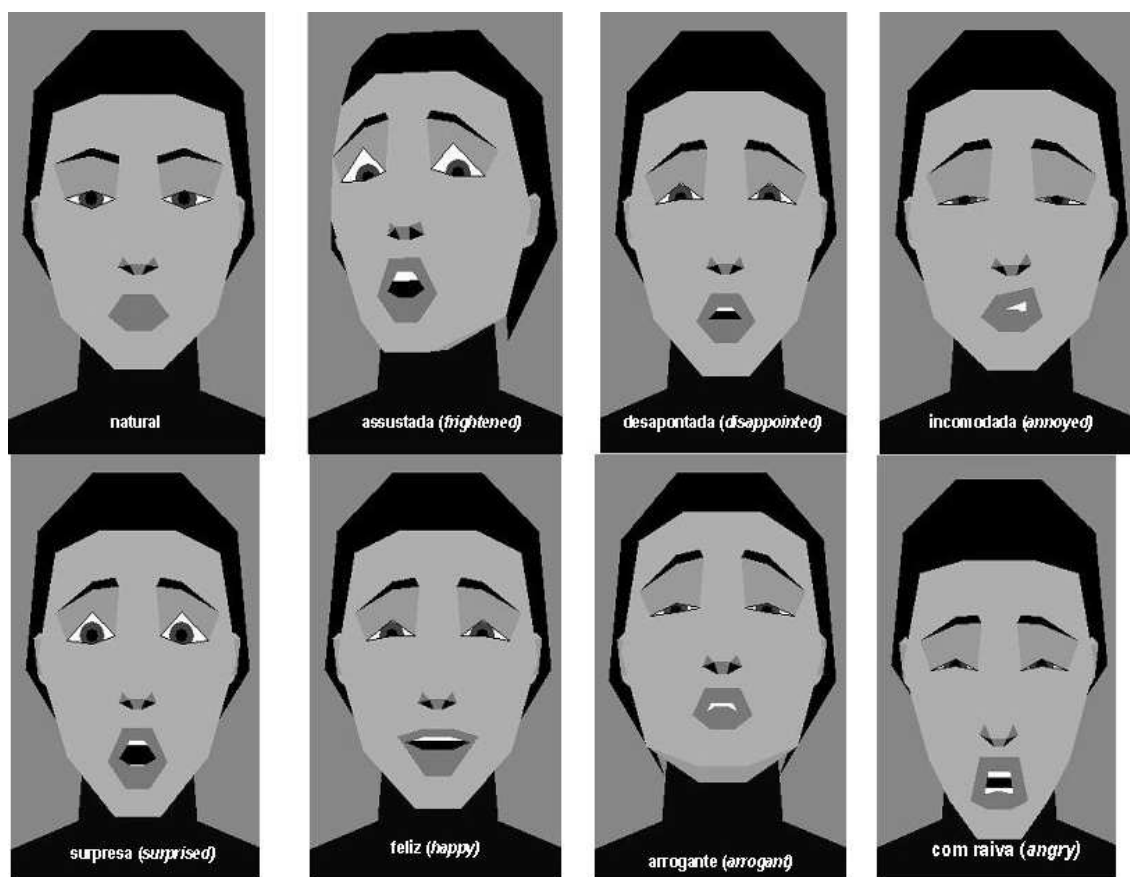 natural
assustada (frightened)
desapontada (disappointed)
incomodada (annoyed)
surpresa (surprised)
feliz (happy)
arrogante (arrogant)
com raiva (angry)